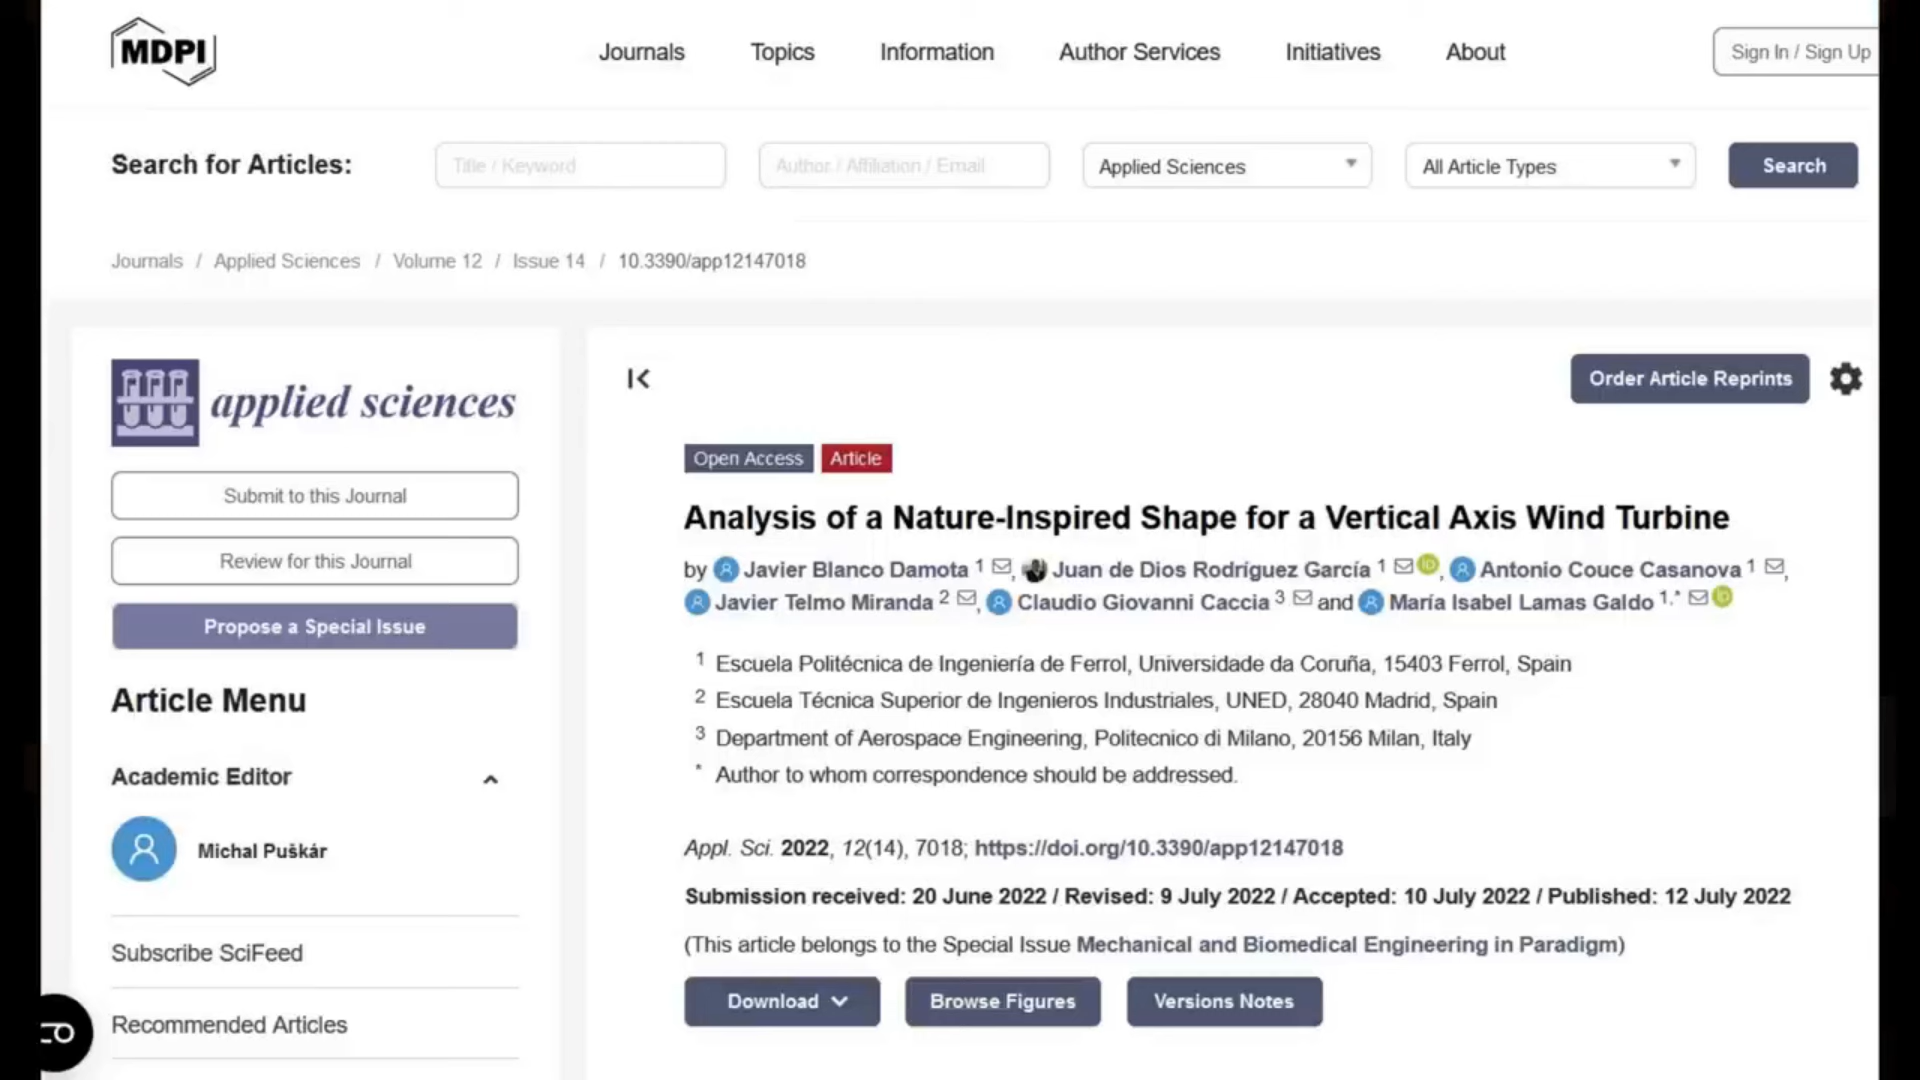 MDPI
Journals Topics Information Author Services Initiatives About Sign In / Sign Up
Search for Articles: Title / Keyword Author / Affiliation / Email Applied Sciences All Article Types Search
Journals / Applied Sciences / Volume 12 / Issue 14 / 10.3390/app12147018
applied sciences
Submit to this Journal
Review for this Journal
Propose a Special Issue
Article Menu
Academic Editor
Michal Puškár
Subscribe SciFeed
Recommended Articles
Order Article Reprints
Open Access Article
Analysis of a Nature-Inspired Shape for a Vertical Axis Wind Turbine
by Javier Blanco Damota 1, Juan de Dios Rodríguez García 1 iD, Antonio Couce Casanova 1,
Javier Telmo Miranda 2, Claudio Giovanni Caccia 3 and María Isabel Lamas Galdo 1,* iD
1 Escuela Politécnica de Ingeniería de Ferrol, Universidade da Coruña, 15403 Ferrol, Spain
2 Escuela Técnica Superior de Ingenieros Industriales, UNED, 28040 Madrid, Spain
3 Department of Aerospace Engineering, Politecnico di Milano, 20156 Milan, Italy
* Author to whom correspondence should be addressed.
Appl. Sci. 2022, 12(14), 7018; https://doi.org/10.3390/app12147018
Submission received: 20 June 2022 / Revised: 9 July 2022 / Accepted: 10 July 2022 / Published: 12 July 2022
(This article belongs to the Special Issue Mechanical and Biomedical Engineering in Paradigm)
Download Browse Figures Versions Notes